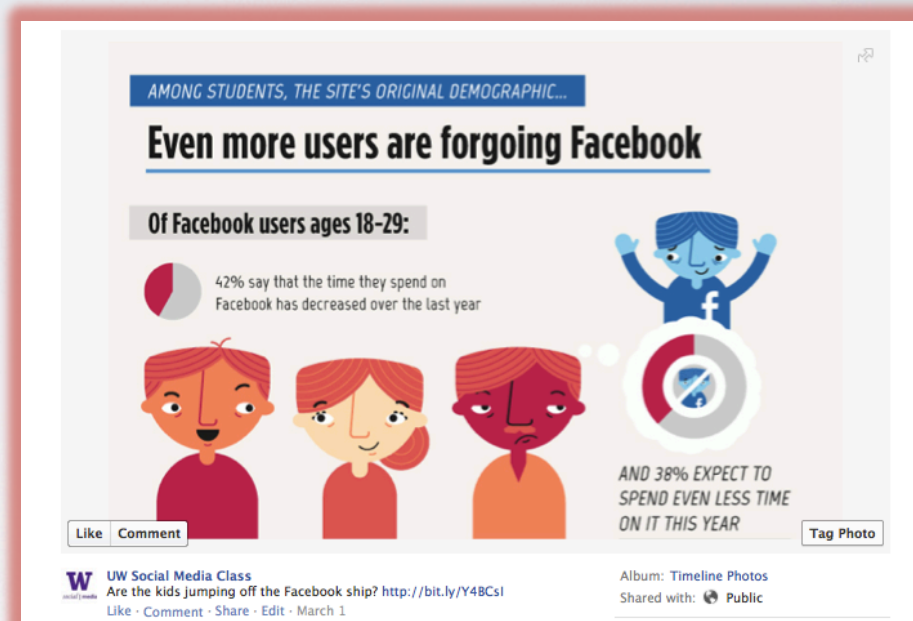 AMONG STUDENTS, THE SITE'S ORIGINAL DEMOGRAPHIC...
Even more users are forgoing Facebook
Of Facebook users ages 18-29:
42% say that the time they spend on
Facebook has decreased over the last year
f
f
AND 38% EXPECT TO
SPEND EVEN LESS TIME
ON IT THIS YEAR
Like Comment
Tag Photo
W
social media
UW Social Media Class
Are the kids jumping off the Facebook ship? http://bit.ly/Y4BCsI
Like · Comment · Share · Edit · March 1
Album: Timeline Photos
Shared with: Public